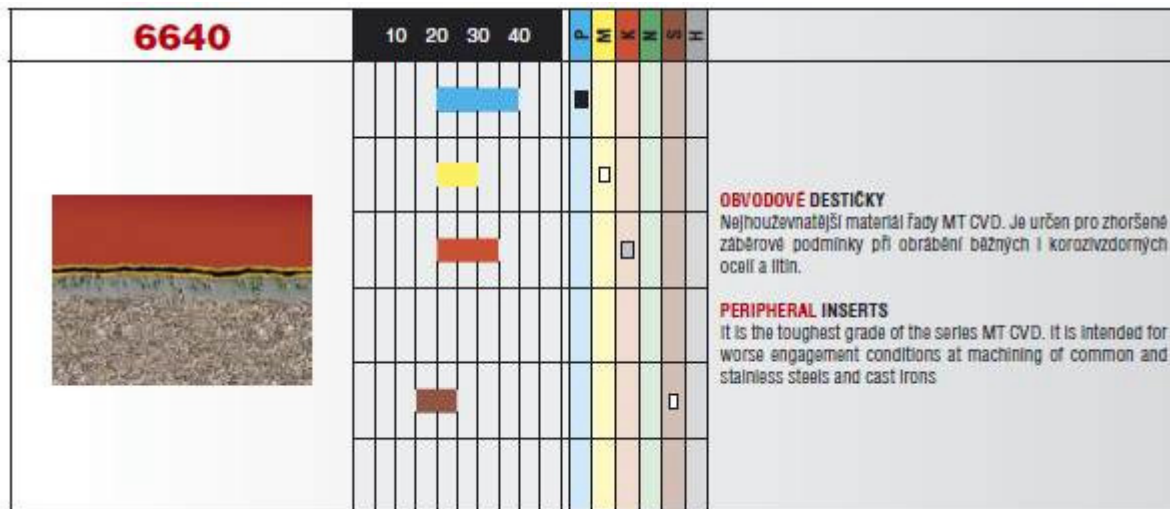 6640
10 20 30 40
P M K N S H
OBVODOVÉ DESTIČKY
Nejhouževnatější materiál řady MT CVD. Je určen pro zhoršené
záběrové podmínky při obrábění běžných i korozivzdorných
ocelí a litin.
PERIPHERAL INSERTS
It is the toughest grade of the series MT CVD. It is intended for
worse engagement conditions at machining of common and
stainless steels and cast irons